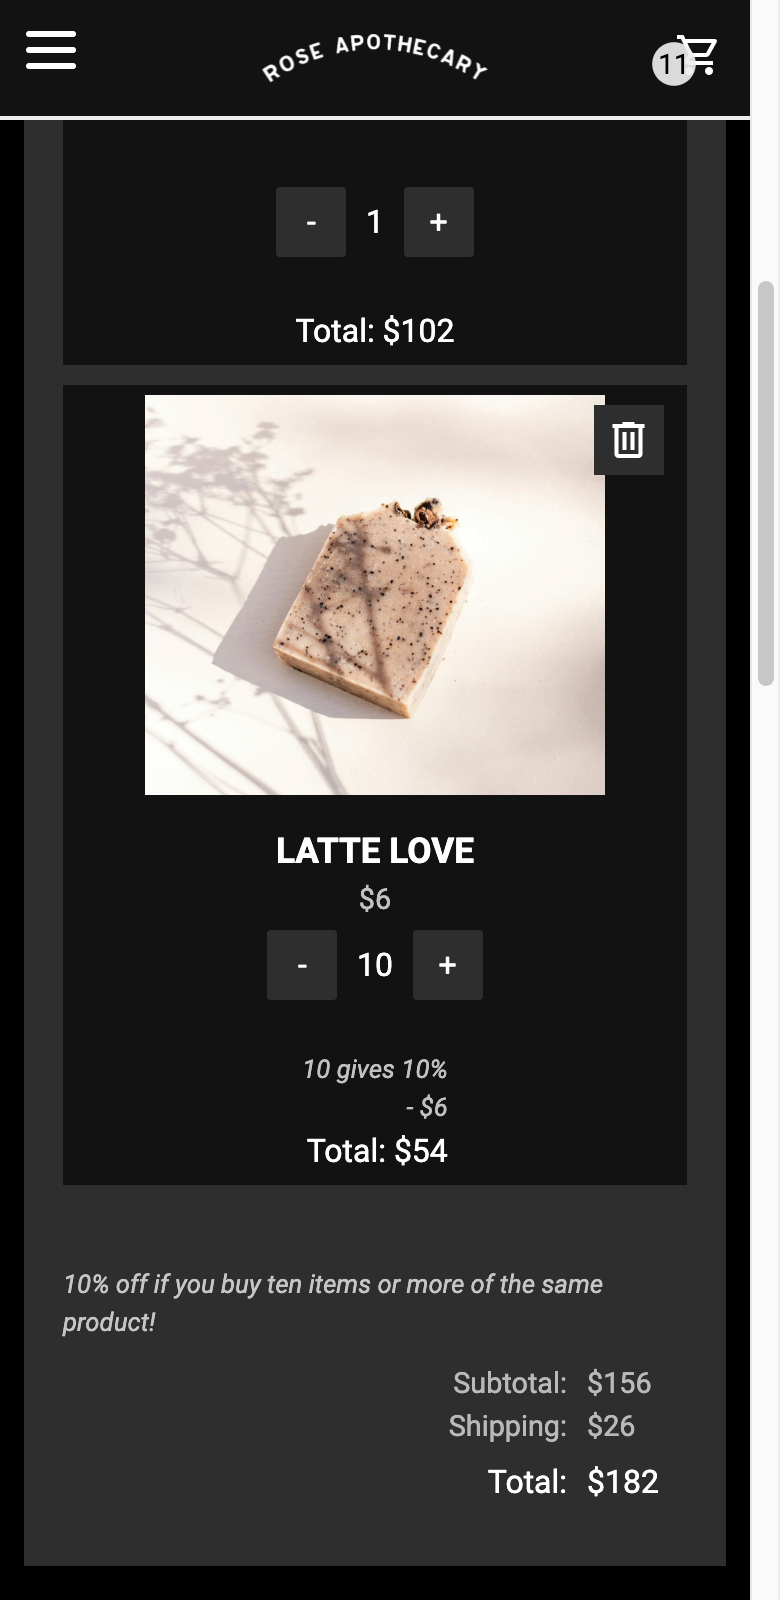 ROSE APOTHECARY
11
- 1 +
Total: $102
LATTE LOVE
$6
- 10 +
10 gives 10%
- $6
Total: $54
10% off if you buy ten items or more of the same
product!
Subtotal: $156
Shipping: $26
Total: $182